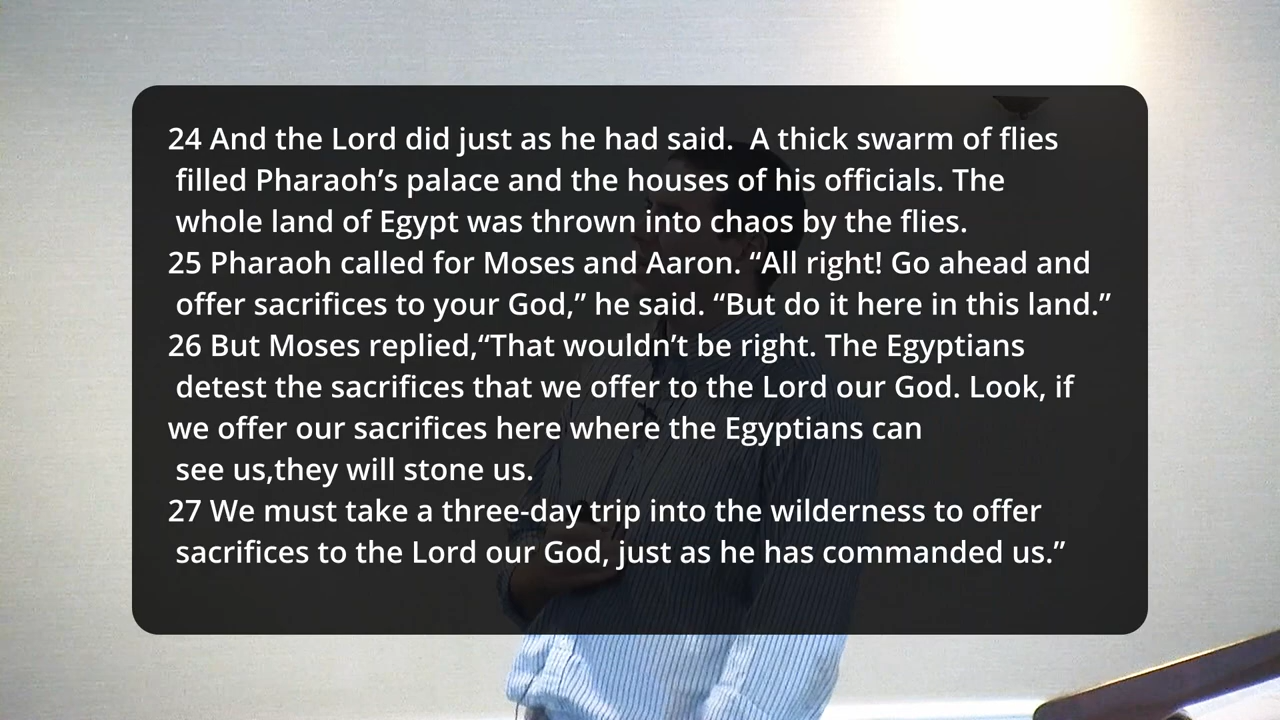 24 And the Lord did just as he had said.  A thick swarm of flies
filled Pharaoh’s palace and the houses of his officials. The
whole land of Egypt was thrown into chaos by the flies.
25 Pharaoh called for Moses and Aaron. “All right! Go ahead and
offer sacrifices to your God,” he said. “But do it here in this land.”
26 But Moses replied,“That wouldn’t be right. The Egyptians
detest the sacrifices that we offer to the Lord our God. Look, if
we offer our sacrifices here where the Egyptians can
see us,they will stone us.
27 We must take a three-day trip into the wilderness to offer
sacrifices to the Lord our God, just as he has commanded us.”